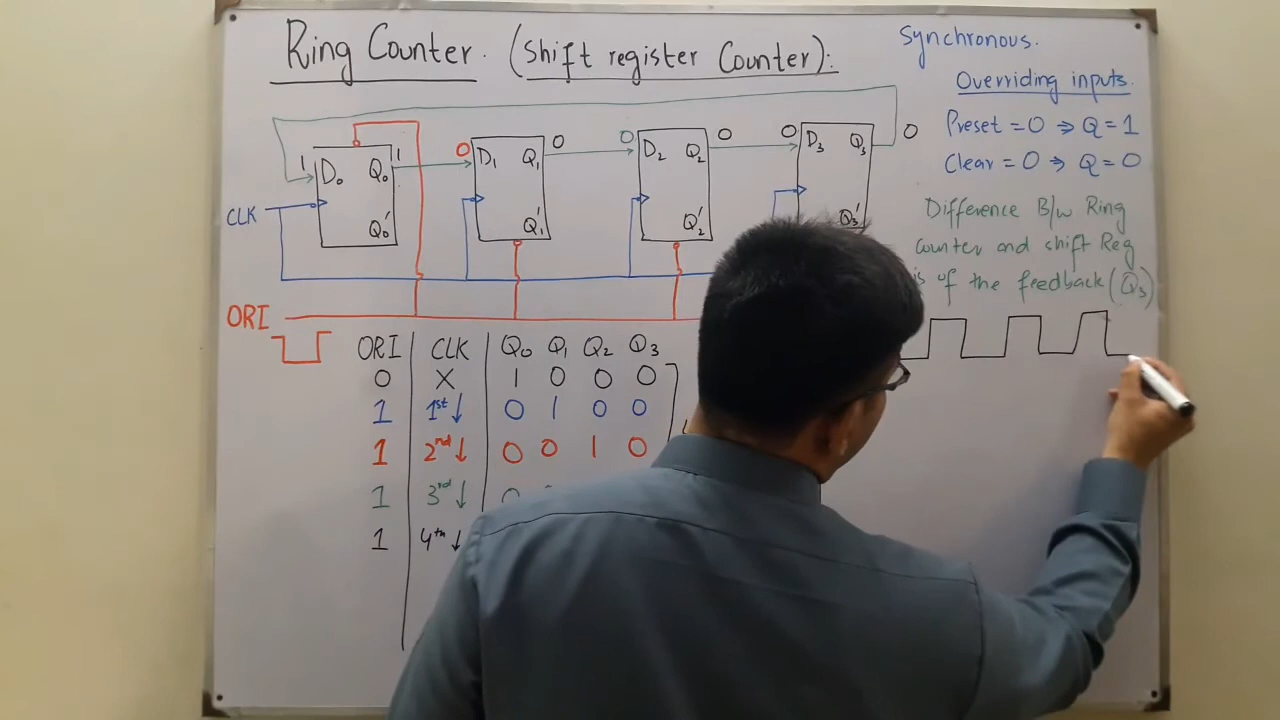 Ring Counter. (Shift register Counter):
Synchronous.
Overriding inputs.
Preset = 0 ⇒ Q = 1
Clear = 0 ⇒ Q = 0
Difference B/w Ring
counter and shift Reg
is of the feedback (Q3)
1 D0 Q0 1 Q0'
0 D1 Q1 0 Q1'
0 D2 Q2 0 Q2'
0 D3 Q3 0 Q3'
CLK
ORI
ORI CLK Q0 Q1 Q2 Q3
0 X 1 0 0 0
1 1st↓ 0 1 0 0
1 2nd↓ 0 0 1 0
1 3rd↓ 0
1 4th↓